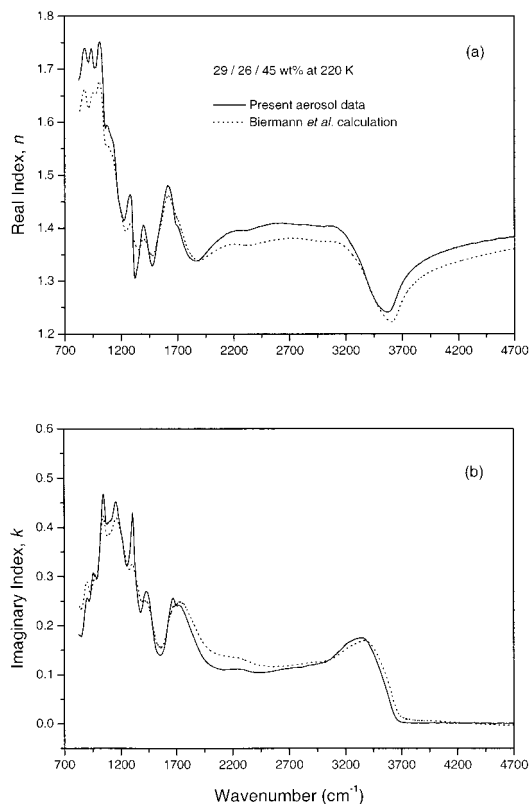 (a)
29 / 26 / 45 wt% at 220 K
Present aerosol data
Biermann et al. calculation
Real Index, n
1.8
1.7
1.6
1.5
1.4
1.3
1.2
700 1200 1700 2200 2700 3200 3700 4200 4700
(b)
Imaginary Index, k
0.6
0.5
0.4
0.3
0.2
0.1
0.0
700 1200 1700 2200 2700 3200 3700 4200 4700
Wavenumber (cm-1)